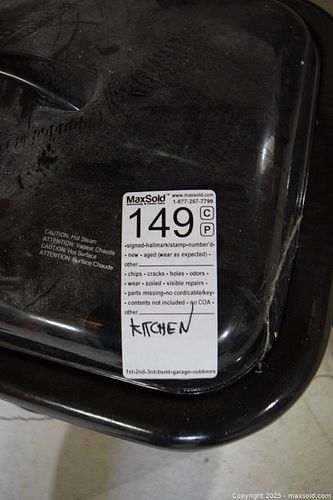 MaxSold™ www.maxsold.com
1-877-257-7799
149 C
P
•signed-hallmark/stamp-number'd•
• new • aged (wear as expected) •
other
• chips • cracks • holes • odors •
• wear • soiled • visible repairs •
• parts missing-no cord/cable/key•
• contents not included • no COA •
other
KITCHEN
1st-2nd-3rd-bsmt-garage-outdoors
CAUTION: Hot Steam
ATTENTION: Vapeur Chaude
CAUTION: Hot Surface
ATTENTION: Surface Chaude
Copyright 2025 - maxsold.com